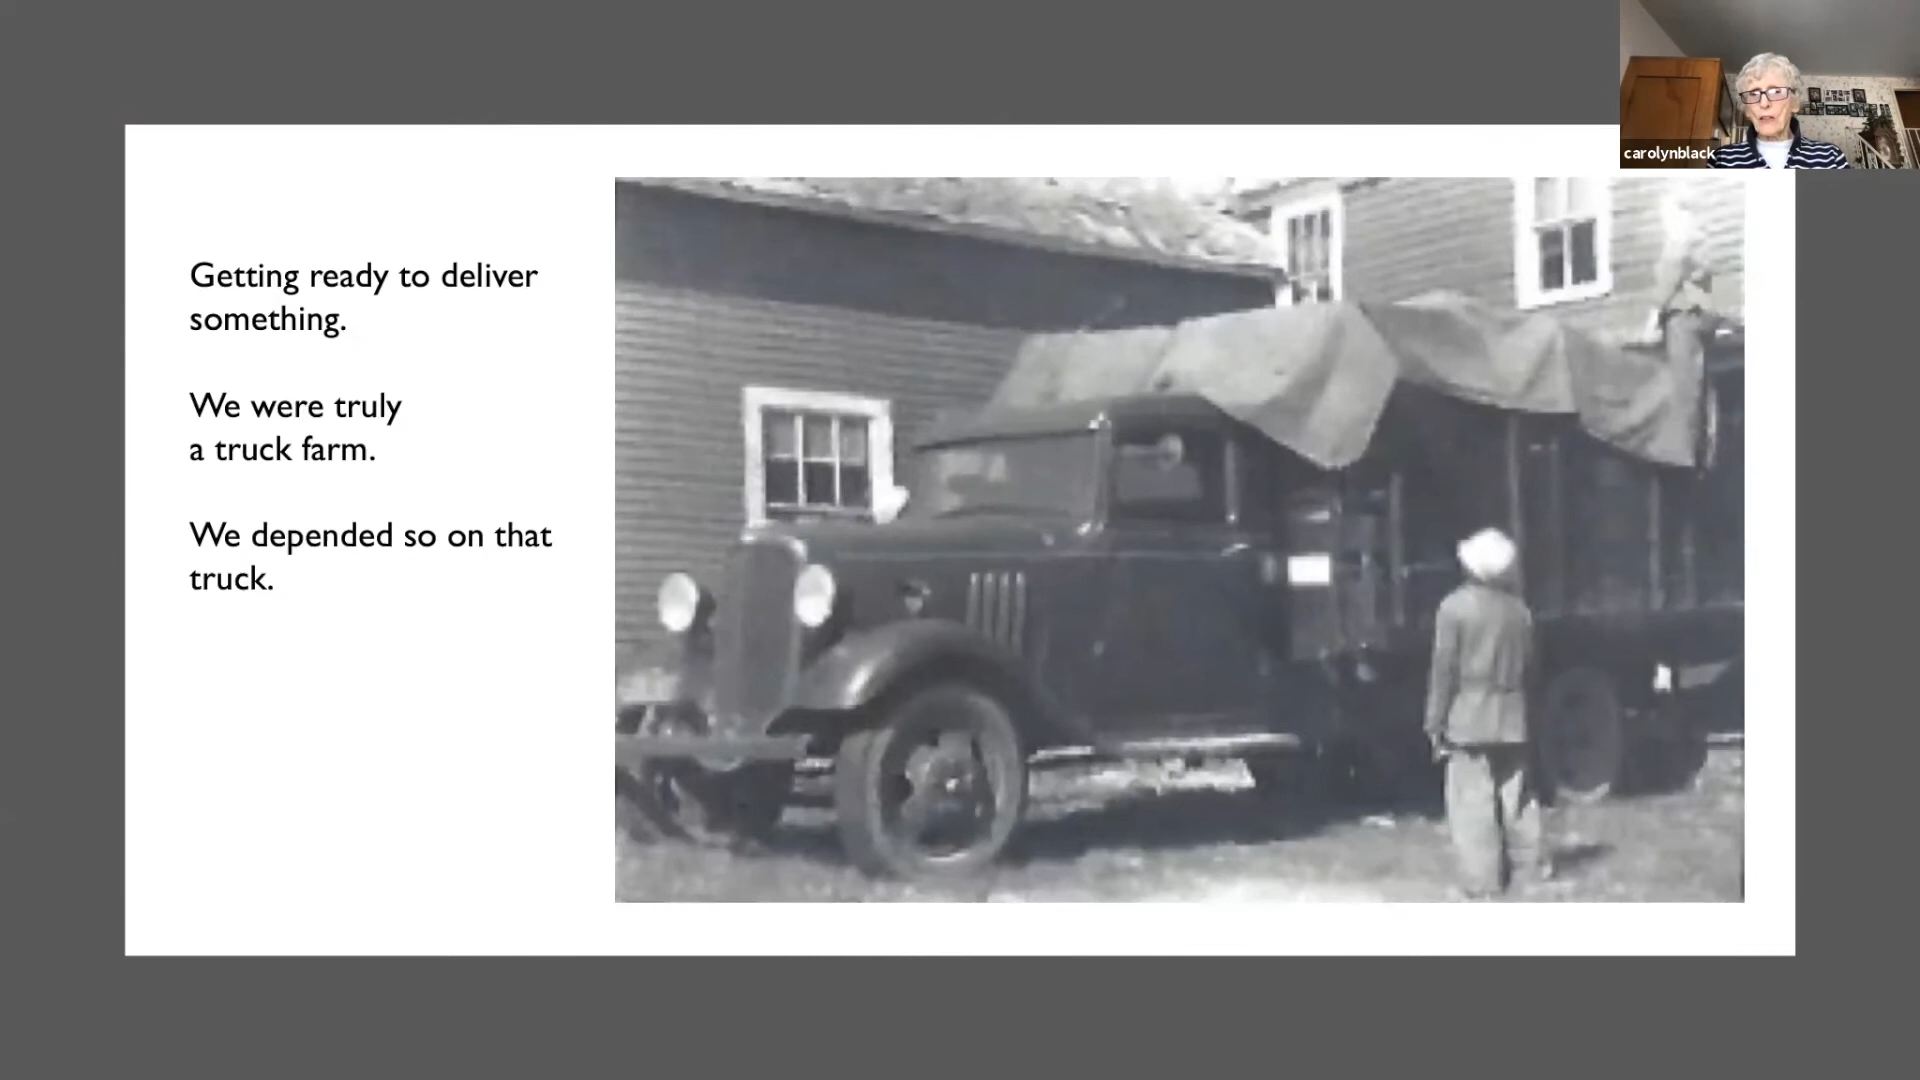 carolynblack
Getting ready to deliver
something.
We were truly
a truck farm.
We depended so on that
truck.